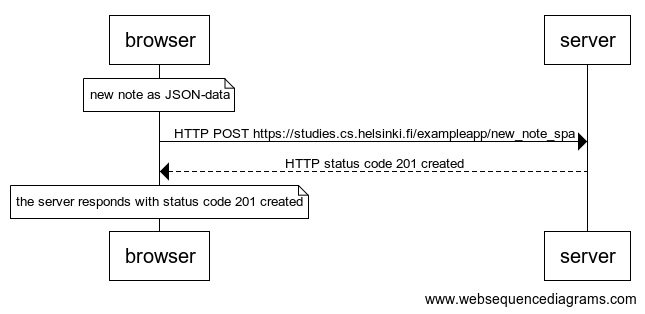 browser
server
new note as JSON-data
HTTP POST https://studies.cs.helsinki.fi/exampleapp/new_note_spa
HTTP status code 201 created
the server responds with status code 201 created
browser
server
www.websequencediagrams.com